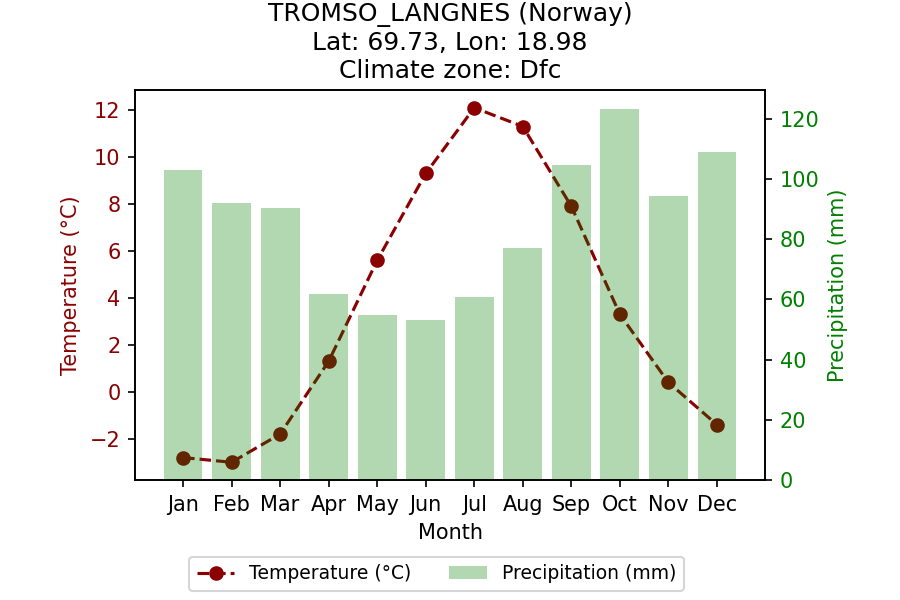 TROMSO_LANGNES (Norway)
Lat: 69.73, Lon: 18.98
Climate zone: Dfc
12
10
8
6
4
2
0
−2
Temperature (°C)
120
100
80
60
40
20
0
Precipitation (mm)
Jan Feb Mar Apr May Jun Jul Aug Sep Oct Nov Dec
Month
Temperature (°C) Precipitation (mm)